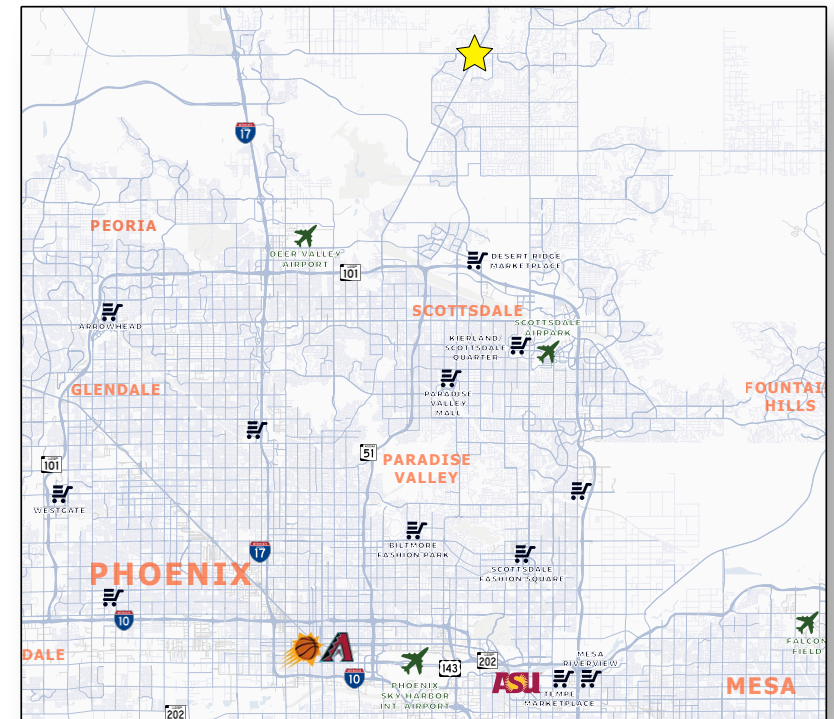 17
PEORIA
DEER VALLEY
AIRPORT
101
DESERT RIDGE
MARKETPLACE
ARROWHEAD
SCOTTSDALE
SCOTTSDALE
AIRPARK
KIERLAND/
SCOTTSDALE
QUARTER
GLENDALE
PARADISE
VALLEY
MALL
FOUNTAI
HILLS
101
51
PARADISE
VALLEY
WESTGATE
BILTMORE
FASHION PARK
17
SCOTTSDALE
FASHION SQUARE
PHOENIX
10
FALCON
FIELD
DALE
10
143
202
MESA
RIVERVIEW
ASU
PHOENIX
SKY HARBOR
INT. AIRPORT
TEMPE
MARKETPLACE
MESA
202